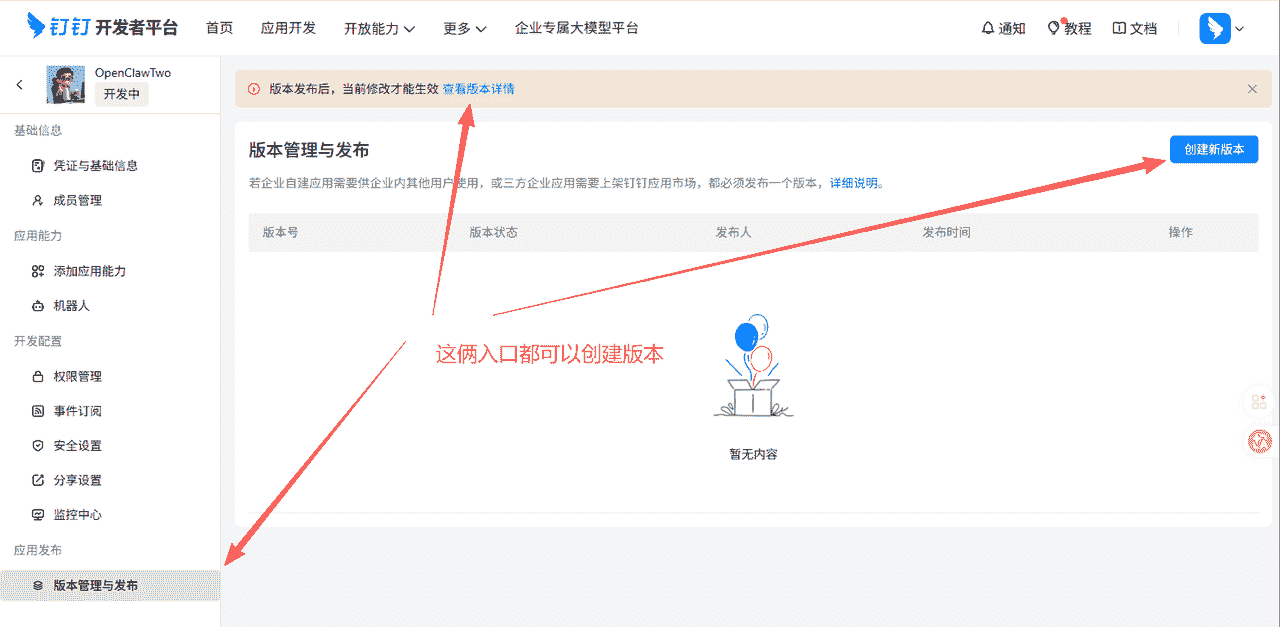 钉钉 开发者平台 首页 应用开发 开放能力 更多 企业专属大模型平台 通知 教程 文档
OpenClawTwo
开发中
基础信息
凭证与基础信息
成员管理
应用能力
添加应用能力
机器人
开发配置
权限管理
事件订阅
安全设置
分享设置
监控中心
应用发布
版本管理与发布
版本发布后，当前修改才能生效 查看版本详情
版本管理与发布
创建新版本
若企业自建应用需要供企业内其他用户使用，或三方企业应用需要上架钉钉应用市场，都必须发布一个版本，详细说明。
版本号 版本状态 发布人 发布时间 操作
这俩入口都可以创建版本
暂无内容